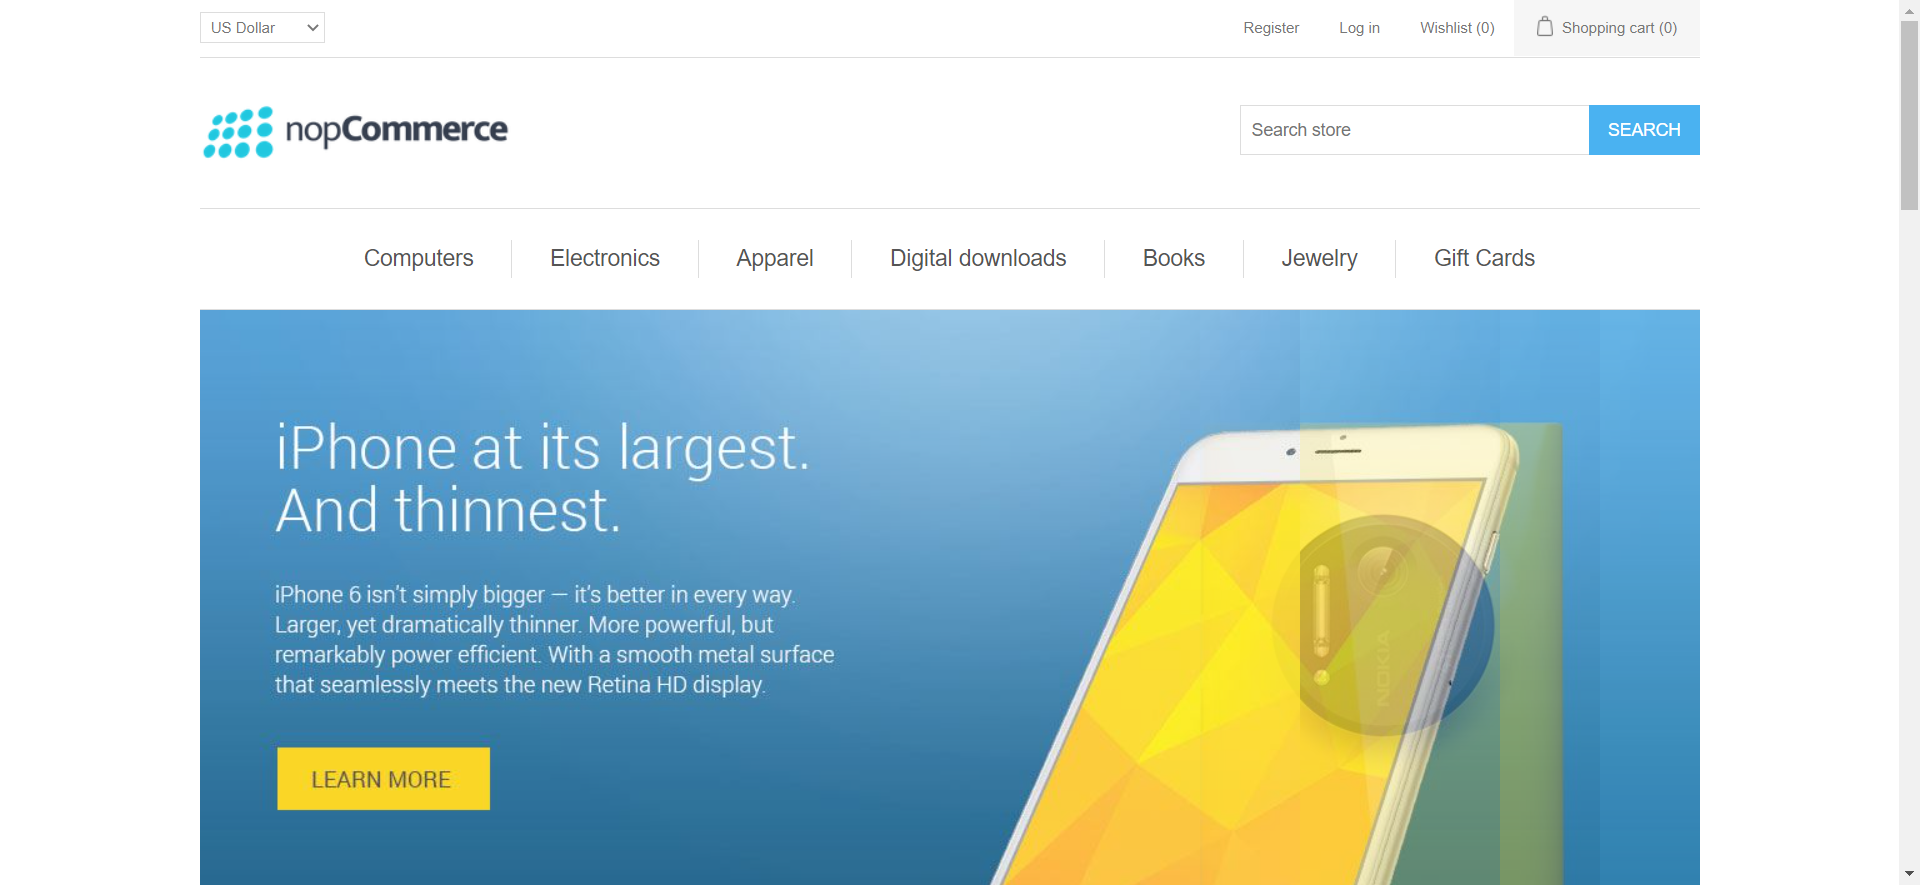 US Dollar
Register
Log in
Wishlist (0)
Shopping cart (0)
nopCommerce
Search store
SEARCH
Computers
Electronics
Apparel
Digital downloads
Books
Jewelry
Gift Cards
iPhone at its largest.
And thinnest.
iPhone 6 isn't simply bigger — it's better in every way.
Larger, yet dramatically thinner. More powerful, but
remarkably power efficient. With a smooth metal surface
that seamlessly meets the new Retina HD display.
LEARN MORE
NOKIA